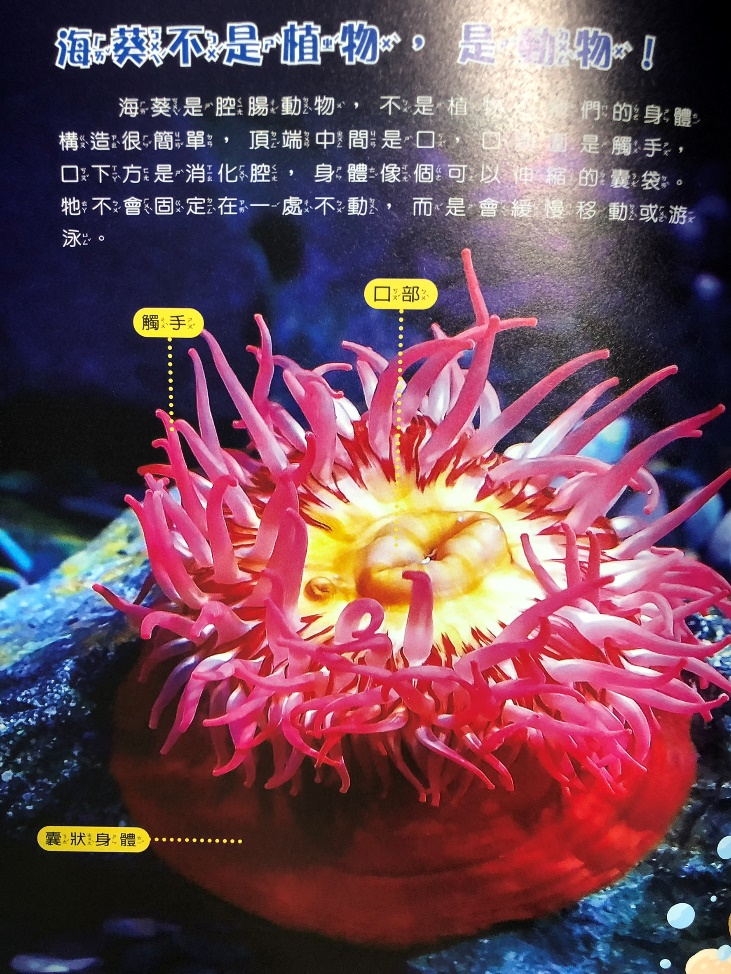 海葵不是植物，是動物！
海葵是腔腸動物，不是植物 們的身體
構造很簡單，頂端中間是口，口 是觸手，
口下方是消化腔，身體像個可以伸縮的囊袋。
牠不會固定在一處不動，而是會緩慢移動或游
泳。
口部
觸手
囊狀身體